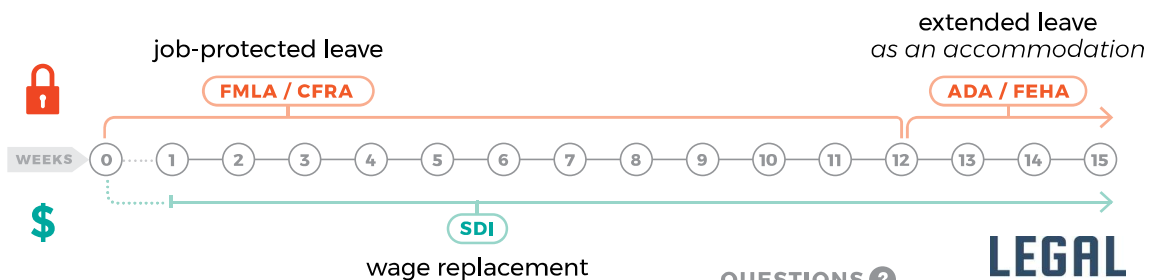 extended leave
job-protected leave
as an accommodation
FMLA / CFRA
ADA / FEHA
WEEKS 0 1 2 3 4 5 6 7 8 9 10 11 12 13 14 15
$
SDI
wage replacement
LEGAL
QUESTIONS ?